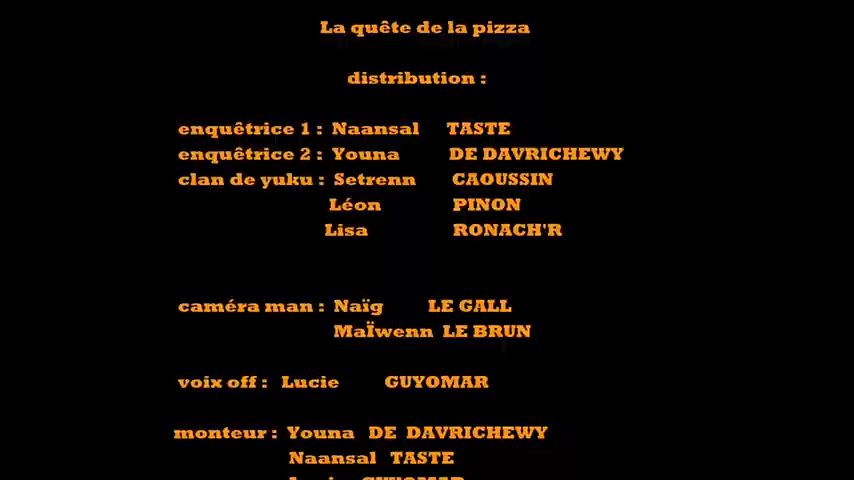 La quête de la pizza
distribution :
enquêtrice 1 : Naansal TASTE
enquêtrice 2 : Youna DE DAVRICHEWY
clan de yuku : Setrenn CAOUSSIN
Léon PINON
Lisa RONACH'R
caméra man : Naïg LE GALL
MaÏwenn LE BRUN
voix off : Lucie GUYOMAR
monteur : Youna DE DAVRICHEWY
Naansal TASTE
GUYOMAR